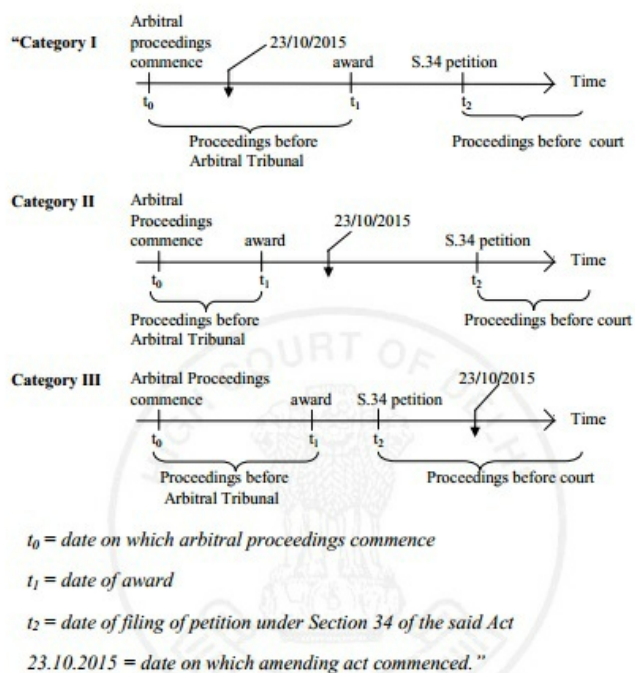 Arbitral
“Category I proceedings 23/10/2015
commence award S.34 petition
Time
t0 t1 t2
Proceedings before Proceedings before court
Arbitral Tribunal
Category II Arbitral
Proceedings 23/10/2015
commence award S.34 petition
Time
t0 t1 t2
Proceedings before Proceedings before court
Arbitral Tribunal
Category III Arbitral Proceedings 23/10/2015
commence award S.34 petition
Time
t0 t1 t2
Proceedings before Proceedings before court
Arbitral Tribunal
HIGH COURT OF DELHI
t0 = date on which arbitral proceedings commence
t1 = date of award
t2 = date of filing of petition under Section 34 of the said Act
23.10.2015 = date on which amending act commenced.”